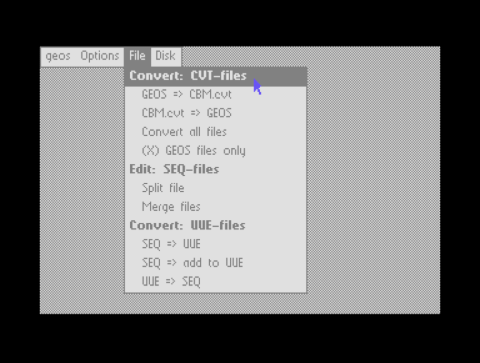 geos Options File Disk
Convert: CVT-files
GEOS => CBM.cvt
CBM.cvt => GEOS
Convert all files
(X) GEOS files only
Edit: SEQ-files
Split file
Merge files
Convert: UUE-files
SEQ => UUE
SEQ => add to UUE
UUE => SEQ